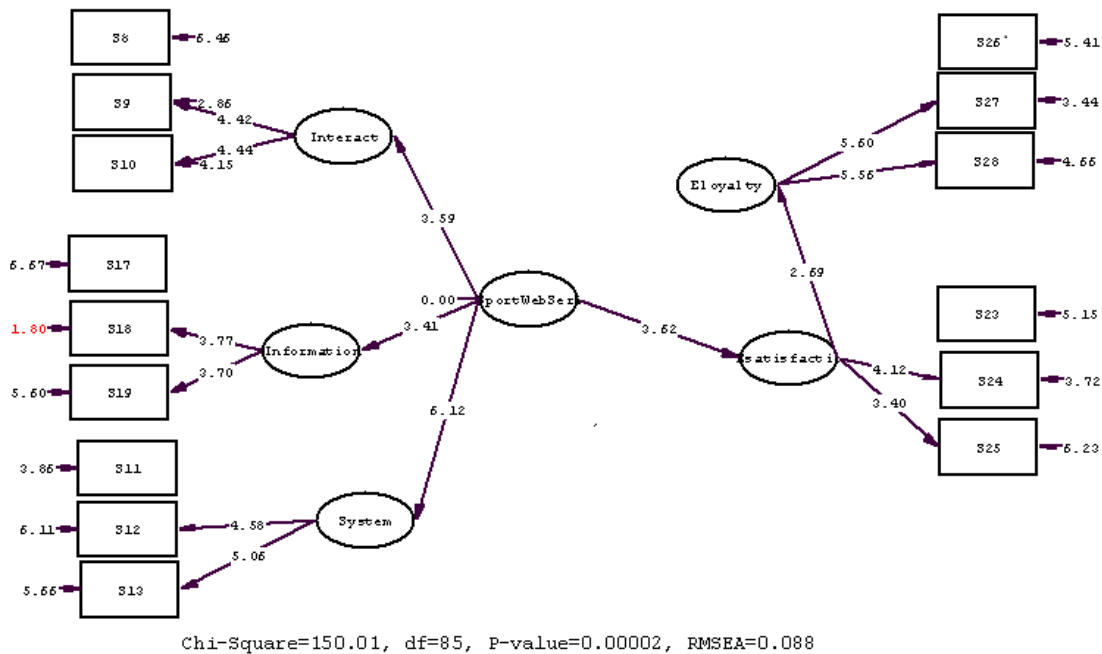 S8
6.46
S9
2.86
4.42
S10
4.44
4.15
Interact
3.59
S17
6.67
S18
1.80
3.77
S19
5.60
3.70
Information
0.00
3.41
SportWebSer
6.12
S11
3.86
S12
6.11
4.58
S13
5.66
5.06
System
S26
5.41
S27
3.44
5.60
S28
4.66
5.56
Eloyalty
2.69
3.62
satisfacti
S23
5.15
S24
3.72
4.12
S25
6.23
3.40
Chi-Square=150.01, df=85, P-value=0.00002, RMSEA=0.088